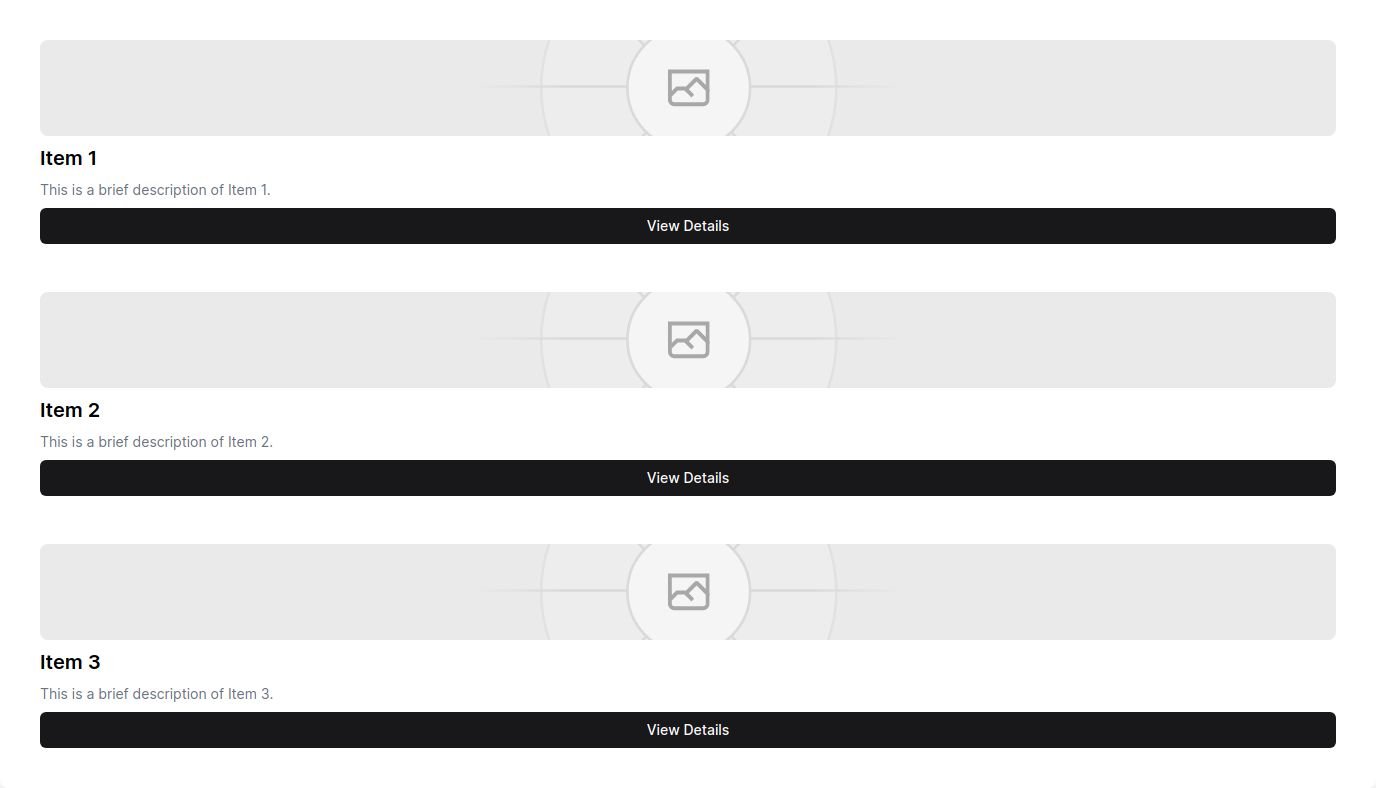 Item 1
This is a brief description of Item 1.
View Details
Item 2
This is a brief description of Item 2.
View Details
Item 3
This is a brief description of Item 3.
View Details